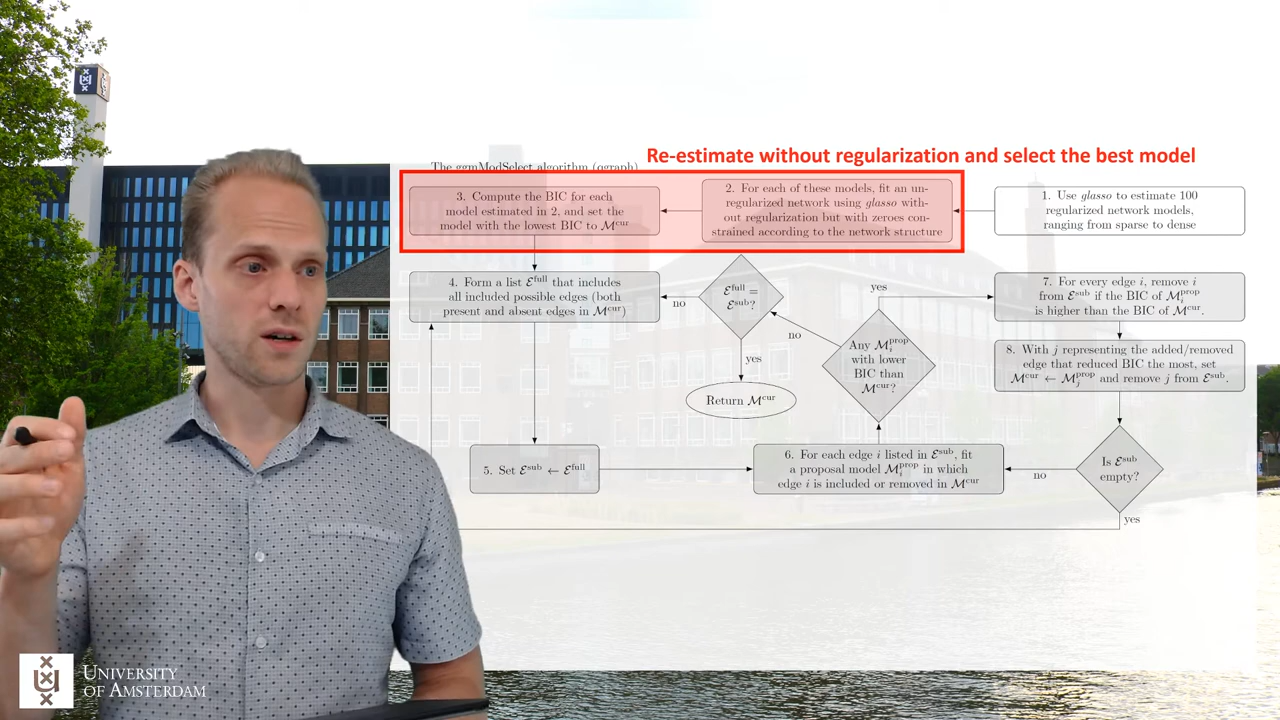 The ggmModSelect algorithm (qgraph)
Re-estimate without regularization and select the best model
1. Use glasso to estimate 100
regularized network models,
ranging from sparse to dense
2. For each of these models, fit an un-
regularized network using glasso with-
out regularization but with zeroes con-
strained according to the network structure
3. Compute the BIC for each
model estimated in 2, and set the
model with the lowest BIC to ℳ^cur
4. Form a list ℰ^full that includes
all included possible edges (both
present and absent edges in ℳ^cur)
5. Set ℰ^sub ← ℰ^full
6. For each edge i listed in ℰ^sub, fit
a proposal model ℳ_i^prop in which
edge i is included or removed in ℳ^cur
Any ℳ_i^prop
with lower
BIC than
ℳ^cur?
no
yes
ℰ^full =
ℰ^sub?
no
yes
Return ℳ^cur
7. For every edge i, remove i
from ℰ^sub if the BIC of ℳ_i^prop
is higher than the BIC of ℳ^cur.
8. With j representing the added/removed
edge that reduced BIC the most, set
ℳ^cur ← ℳ_j^prop and remove j from ℰ^sub.
Is ℰ^sub
empty?
no
yes
UNIVERSITY
OF AMSTERDAM